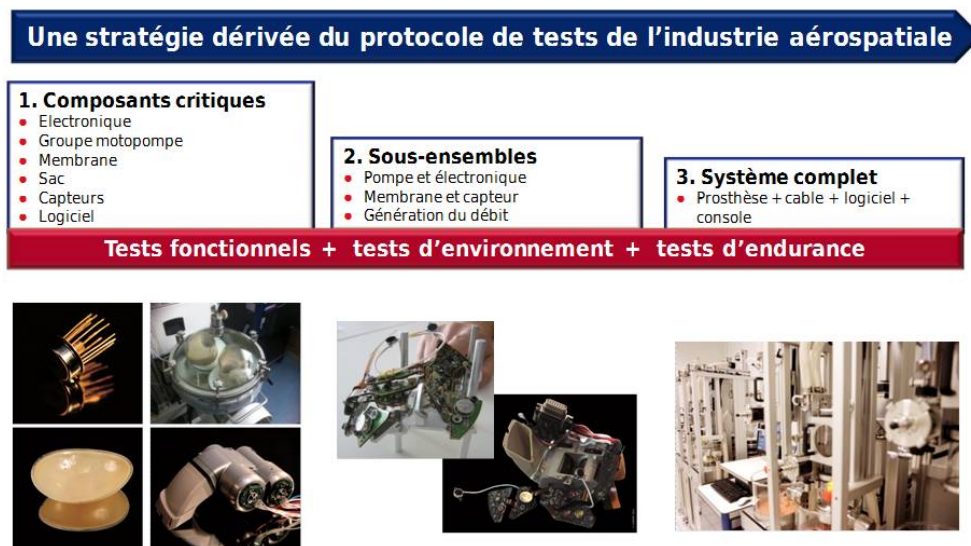 Une stratégie dérivée du protocole de tests de l’industrie aérospatiale
1. Composants critiques
• Electronique
• Groupe motopompe
• Membrane
• Sac
• Capteurs
• Logiciel
2. Sous-ensembles
• Pompe et électronique
• Membrane et capteur
• Génération du débit
3. Système complet
• Prosthèse + cable + logiciel +
console
Tests fonctionnels + tests d’environnement + tests d’endurance